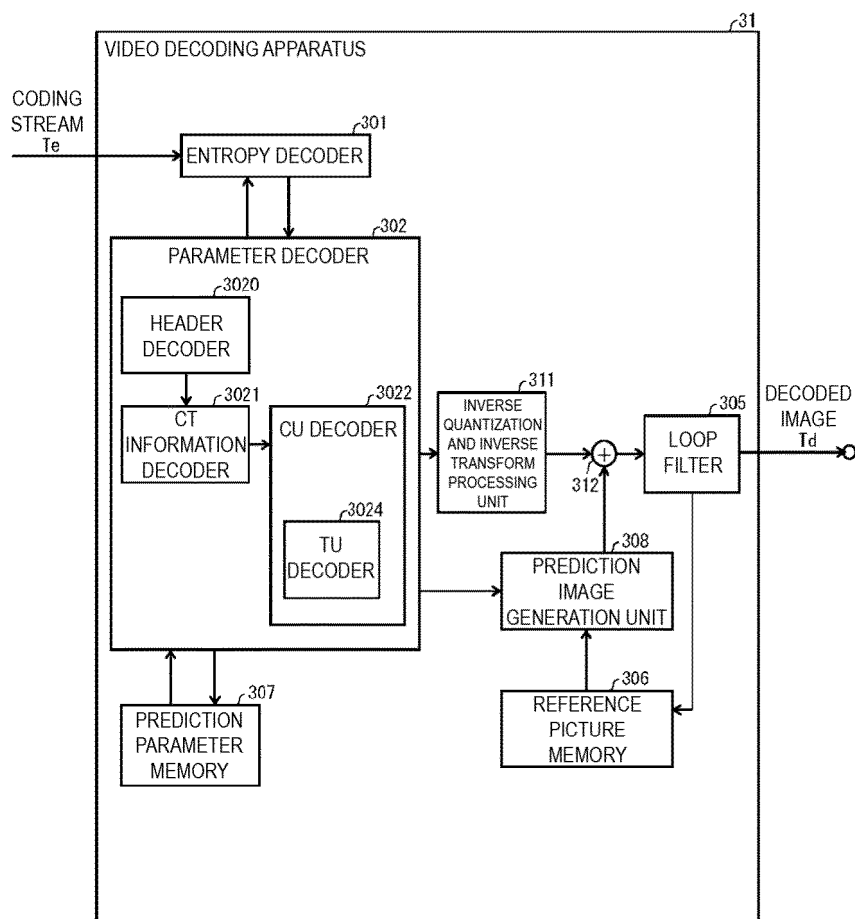 31
VIDEO DECODING APPARATUS
CODING
STREAM
Te
301
ENTROPY DECODER
302
PARAMETER DECODER
3020
HEADER
DECODER
3021
CT
INFORMATION
DECODER
3022
CU DECODER
3024
TU
DECODER
311
INVERSE
QUANTIZATION
AND INVERSE
TRANSFORM
PROCESSING
UNIT
312
305
LOOP
FILTER
DECODED
IMAGE
Td
308
PREDICTION
IMAGE
GENERATION UNIT
306
REFERENCE
PICTURE
MEMORY
307
PREDICTION
PARAMETER
MEMORY